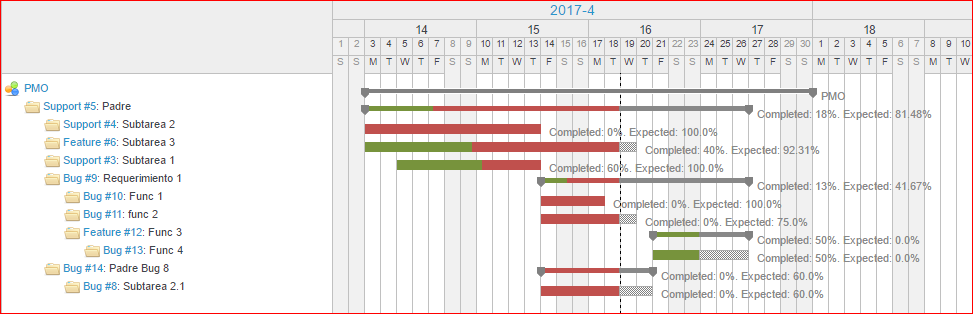 2017-4
14 15 16 17 18
1 2 3 4 5 6 7 8 9 10 11 12 13 14 15 16 17 18 19 20 21 22 23 24 25 26 27 28 29 30 1 2 3 4 5 6 7 8 9 10
S S M T W T F S S M T W T F S S M T W T F S S M T W T F S S M T W T F S S M T W
PMO PMO
Support #5: Padre Completed: 18%. Expected: 81.48%
Support #4: Subtarea 2 Completed: 0%. Expected: 100.0%
Feature #6: Subtarea 3 Completed: 40%. Expected: 92.31%
Support #3: Subtarea 1 Completed: 60%. Expected: 100.0%
Bug #9: Requerimiento 1 Completed: 13%. Expected: 41.67%
Bug #10: Func 1 Completed: 0%. Expected: 100.0%
Bug #11: func 2 Completed: 0%. Expected: 75.0%
Feature #12: Func 3 Completed: 50%. Expected: 0.0%
Bug #13: Func 4 Completed: 50%. Expected: 0.0%
Bug #14: Padre Bug 8 Completed: 0%. Expected: 60.0%
Bug #8: Subtarea 2.1 Completed: 0%. Expected: 60.0%